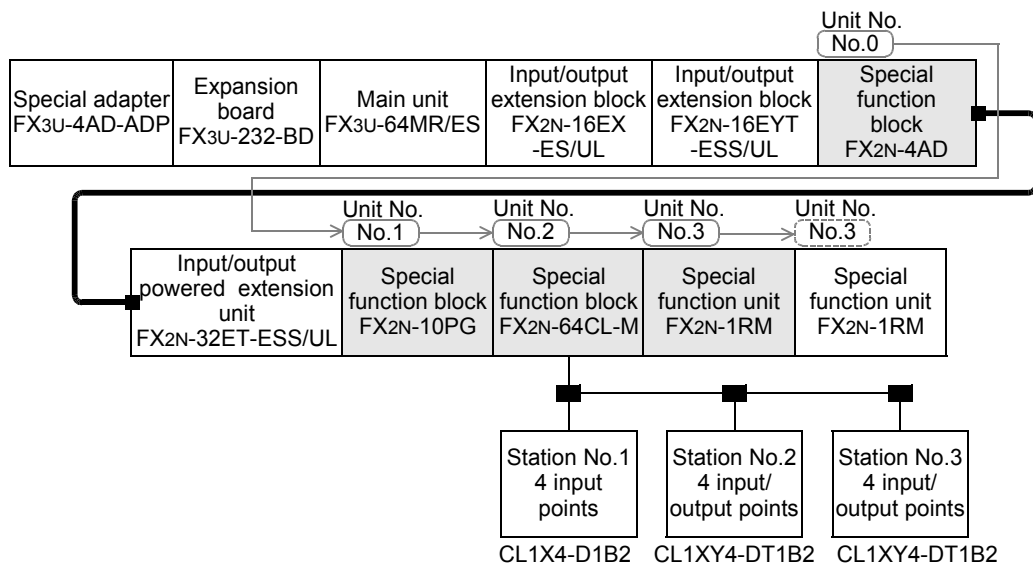 Unit No.
No.0
Special adapter
FX3U-4AD-ADP
Expansion
board
FX3U-232-BD
Main unit
FX3U-64MR/ES
Input/output
extension block
FX2N-16EX
-ES/UL
Input/output
extension block
FX2N-16EYT
-ESS/UL
Special
function
block
FX2N-4AD
Unit No.
No.1
Unit No.
No.2
Unit No.
No.3
Unit No.
No.3
Input/output
powered extension
unit
FX2N-32ET-ESS/UL
Special
function block
FX2N-10PG
Special
function block
FX2N-64CL-M
Special
function unit
FX2N-1RM
Special
function unit
FX2N-1RM
Station No.1
4 input
points
Station No.2
4 input/
output points
Station No.3
4 input/
output points
CL1X4-D1B2
CL1XY4-DT1B2
CL1XY4-DT1B2